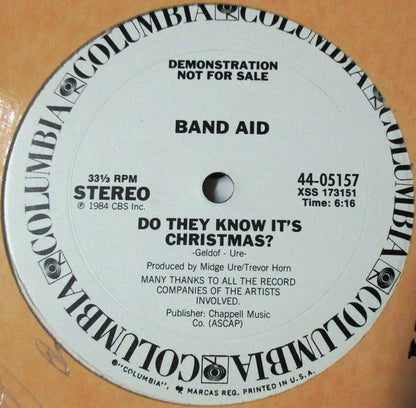 COLUMBIA COLUMBIA COLUMBIA COLUMBIA COLUMBIA COLUMBIA
DEMONSTRATION
NOT FOR SALE
BAND AID
33⅓ RPM
STEREO
℗ 1984 CBS Inc.
44-05157
XSS 173151
Time: 6:16
DO THEY KNOW IT'S
CHRISTMAS?
-Geldof - Ure-
Produced by Midge Ure/Trevor Horn
MANY THANKS TO ALL THE RECORD
COMPANIES OF THE ARTISTS
INVOLVED.
Publisher: Chappell Music
Co. (ASCAP)
"COLUMBIA", MARCAS REG. PRINTED IN U.S.A.